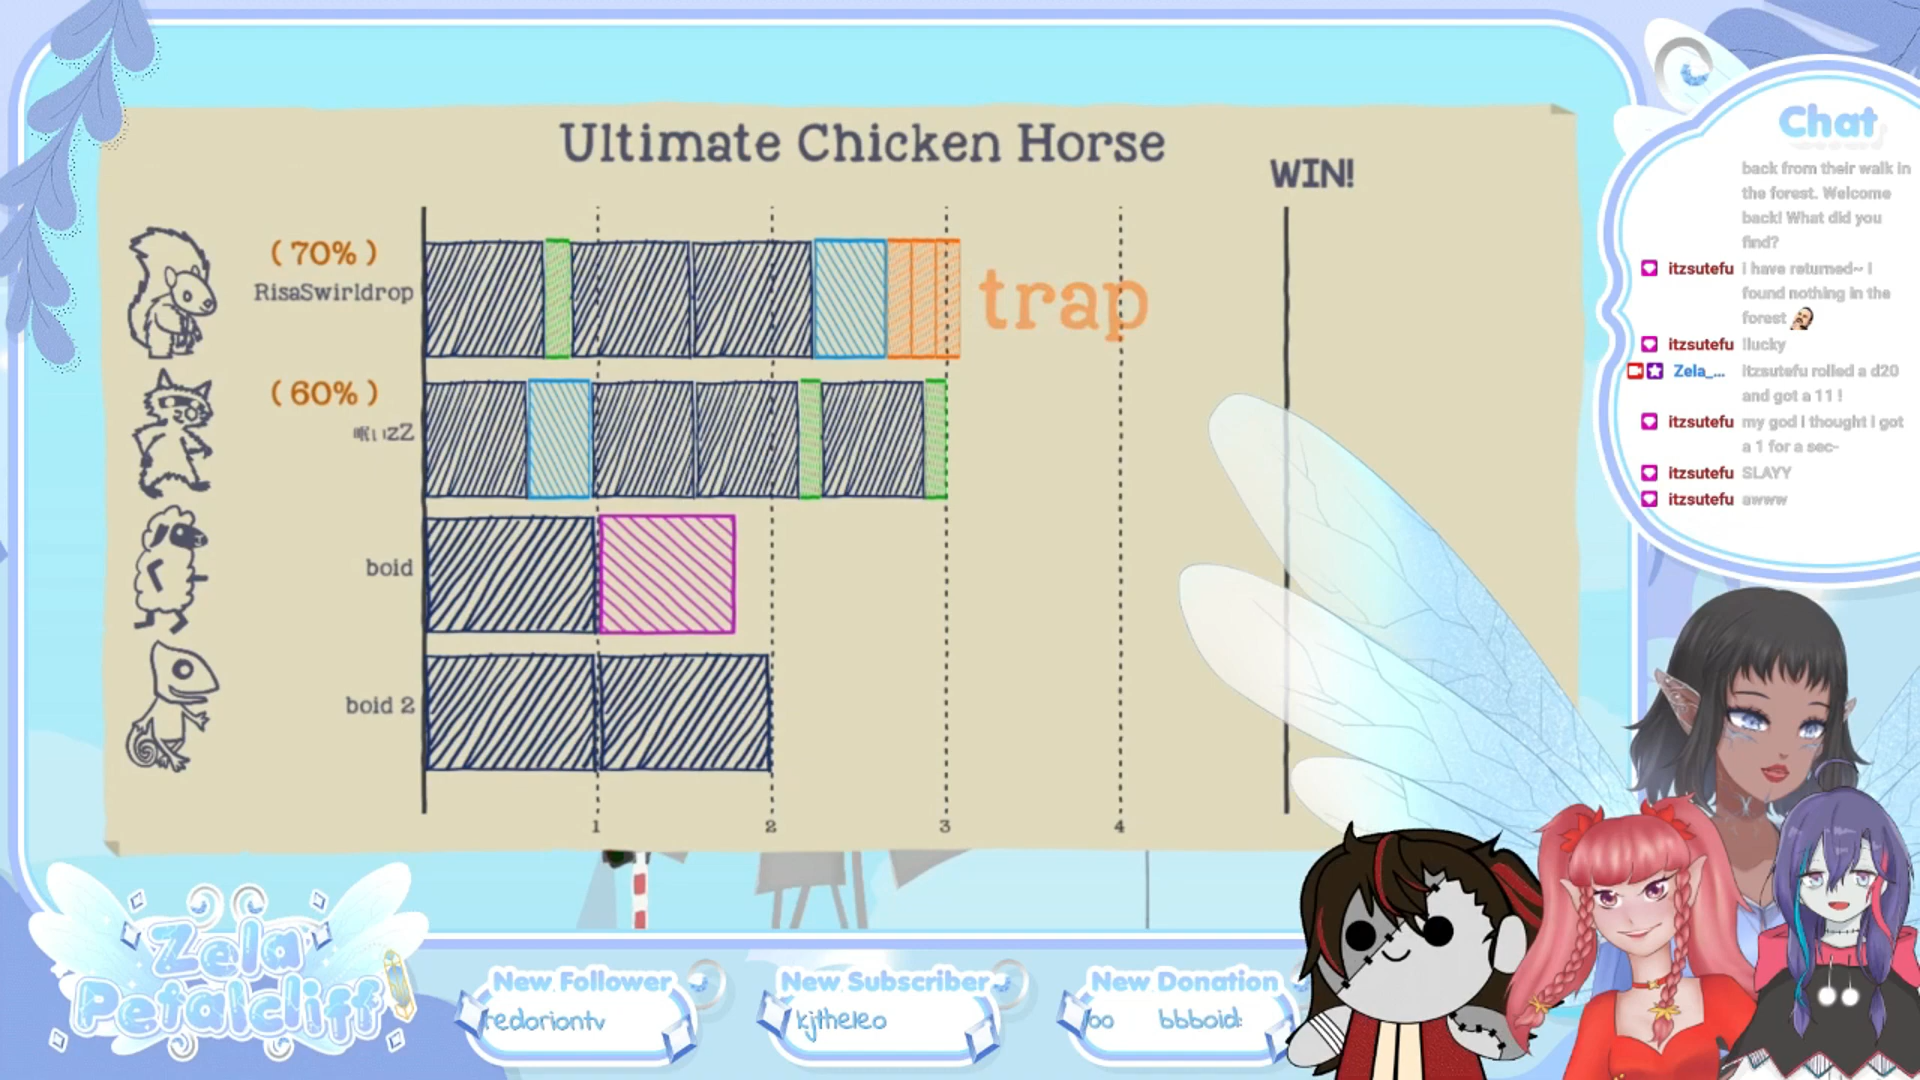 Ultimate Chicken Horse
WIN!
( 70% )
RisaSwirldrop
trap
( 60% )
zZ
boid
boid 2
1
2
3
4
Chat
back from their walk in
the forest. Welcome
back! What did you
find?
itzsutefu I have returned~ I
found nothing in the
forest
itzsutefu !lucky
Zela_... itzsutefu rolled a d20
and got a 11 !
itzsutefu my god I thought I got
a 1 for a sec-
itzsutefu SLAYY
itzsutefu awww
Zela
Petalcliff
New Follower
redoriontv
New Subscriber
kjtheleo
New Donation
bbboid: